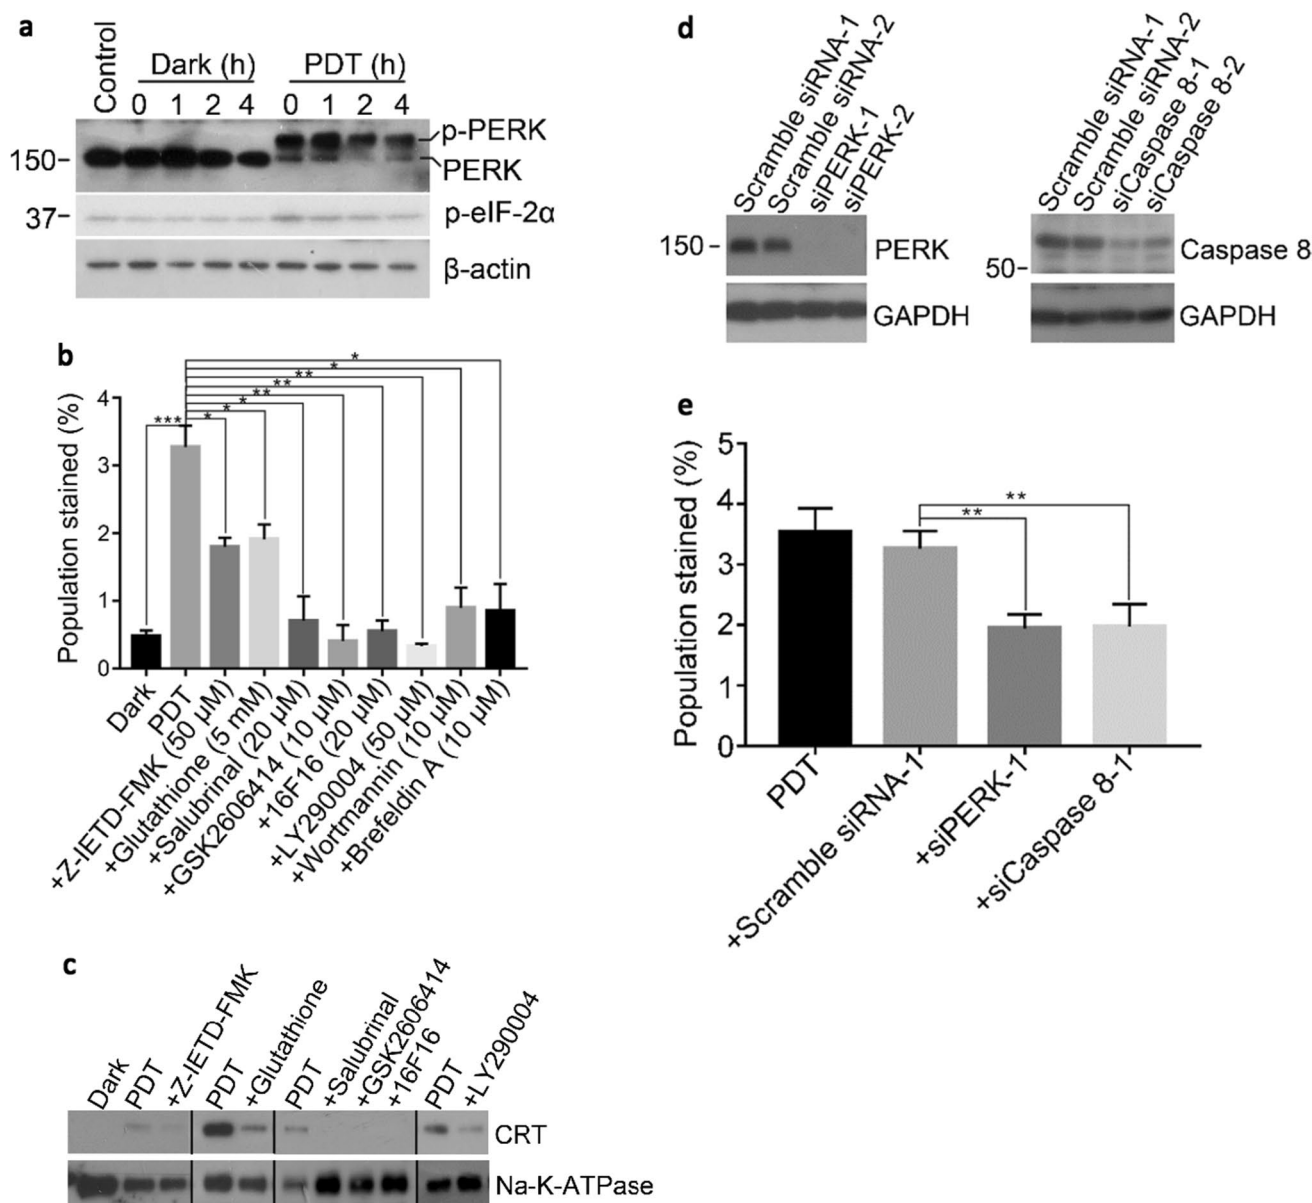 a
Control
Dark (h)
PDT (h)
0 1 2 4 0 1 2 4
150
p-PERK
PERK
37
p-eIF-2α
β-actin
b
Population stained (%)
4
3
2
1
0
*
*
**
**
**
*
*
*** *
Dark
PDT
+Z-IETD-FMK (50 µM)
+Glutathione (5 mM)
+Salubrinal (20 µM)
+GSK2606414 (10 µM)
+16F16 (20 µM)
+LY290004 (50 µM)
+Wortmannin (10 µM)
+Brefeldin A (10 µM)
c
Dark
PDT
+Z-IETD-FMK
PDT
+Glutathione
PDT
+Salubrinal
+GSK2606414
+16F16
PDT
+LY290004
CRT
Na-K-ATPase
d
Scramble siRNA-1
Scramble siRNA-2
siPERK-1
siPERK-2
150
PERK
GAPDH
Scramble siRNA-1
Scramble siRNA-2
siCaspase 8-1
siCaspase 8-2
50
Caspase 8
GAPDH
e
Population stained (%)
5
4
3
2
1
0
**
**
PDT
+Scramble siRNA-1
+siPERK-1
+siCaspase 8-1